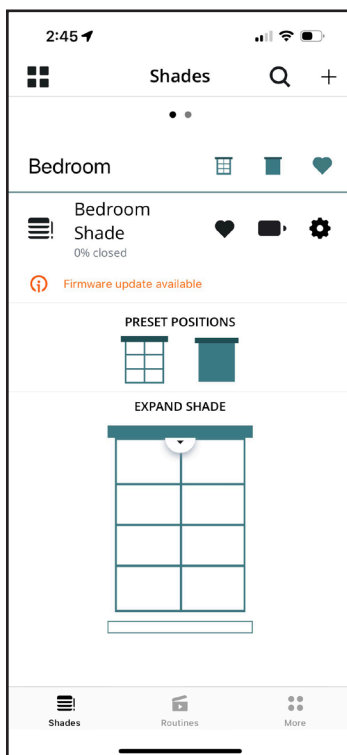 2:45
Shades
Bedroom
Bedroom
Shade
0% closed
Firmware update available
PRESET POSITIONS
EXPAND SHADE
Shades
Routines
More